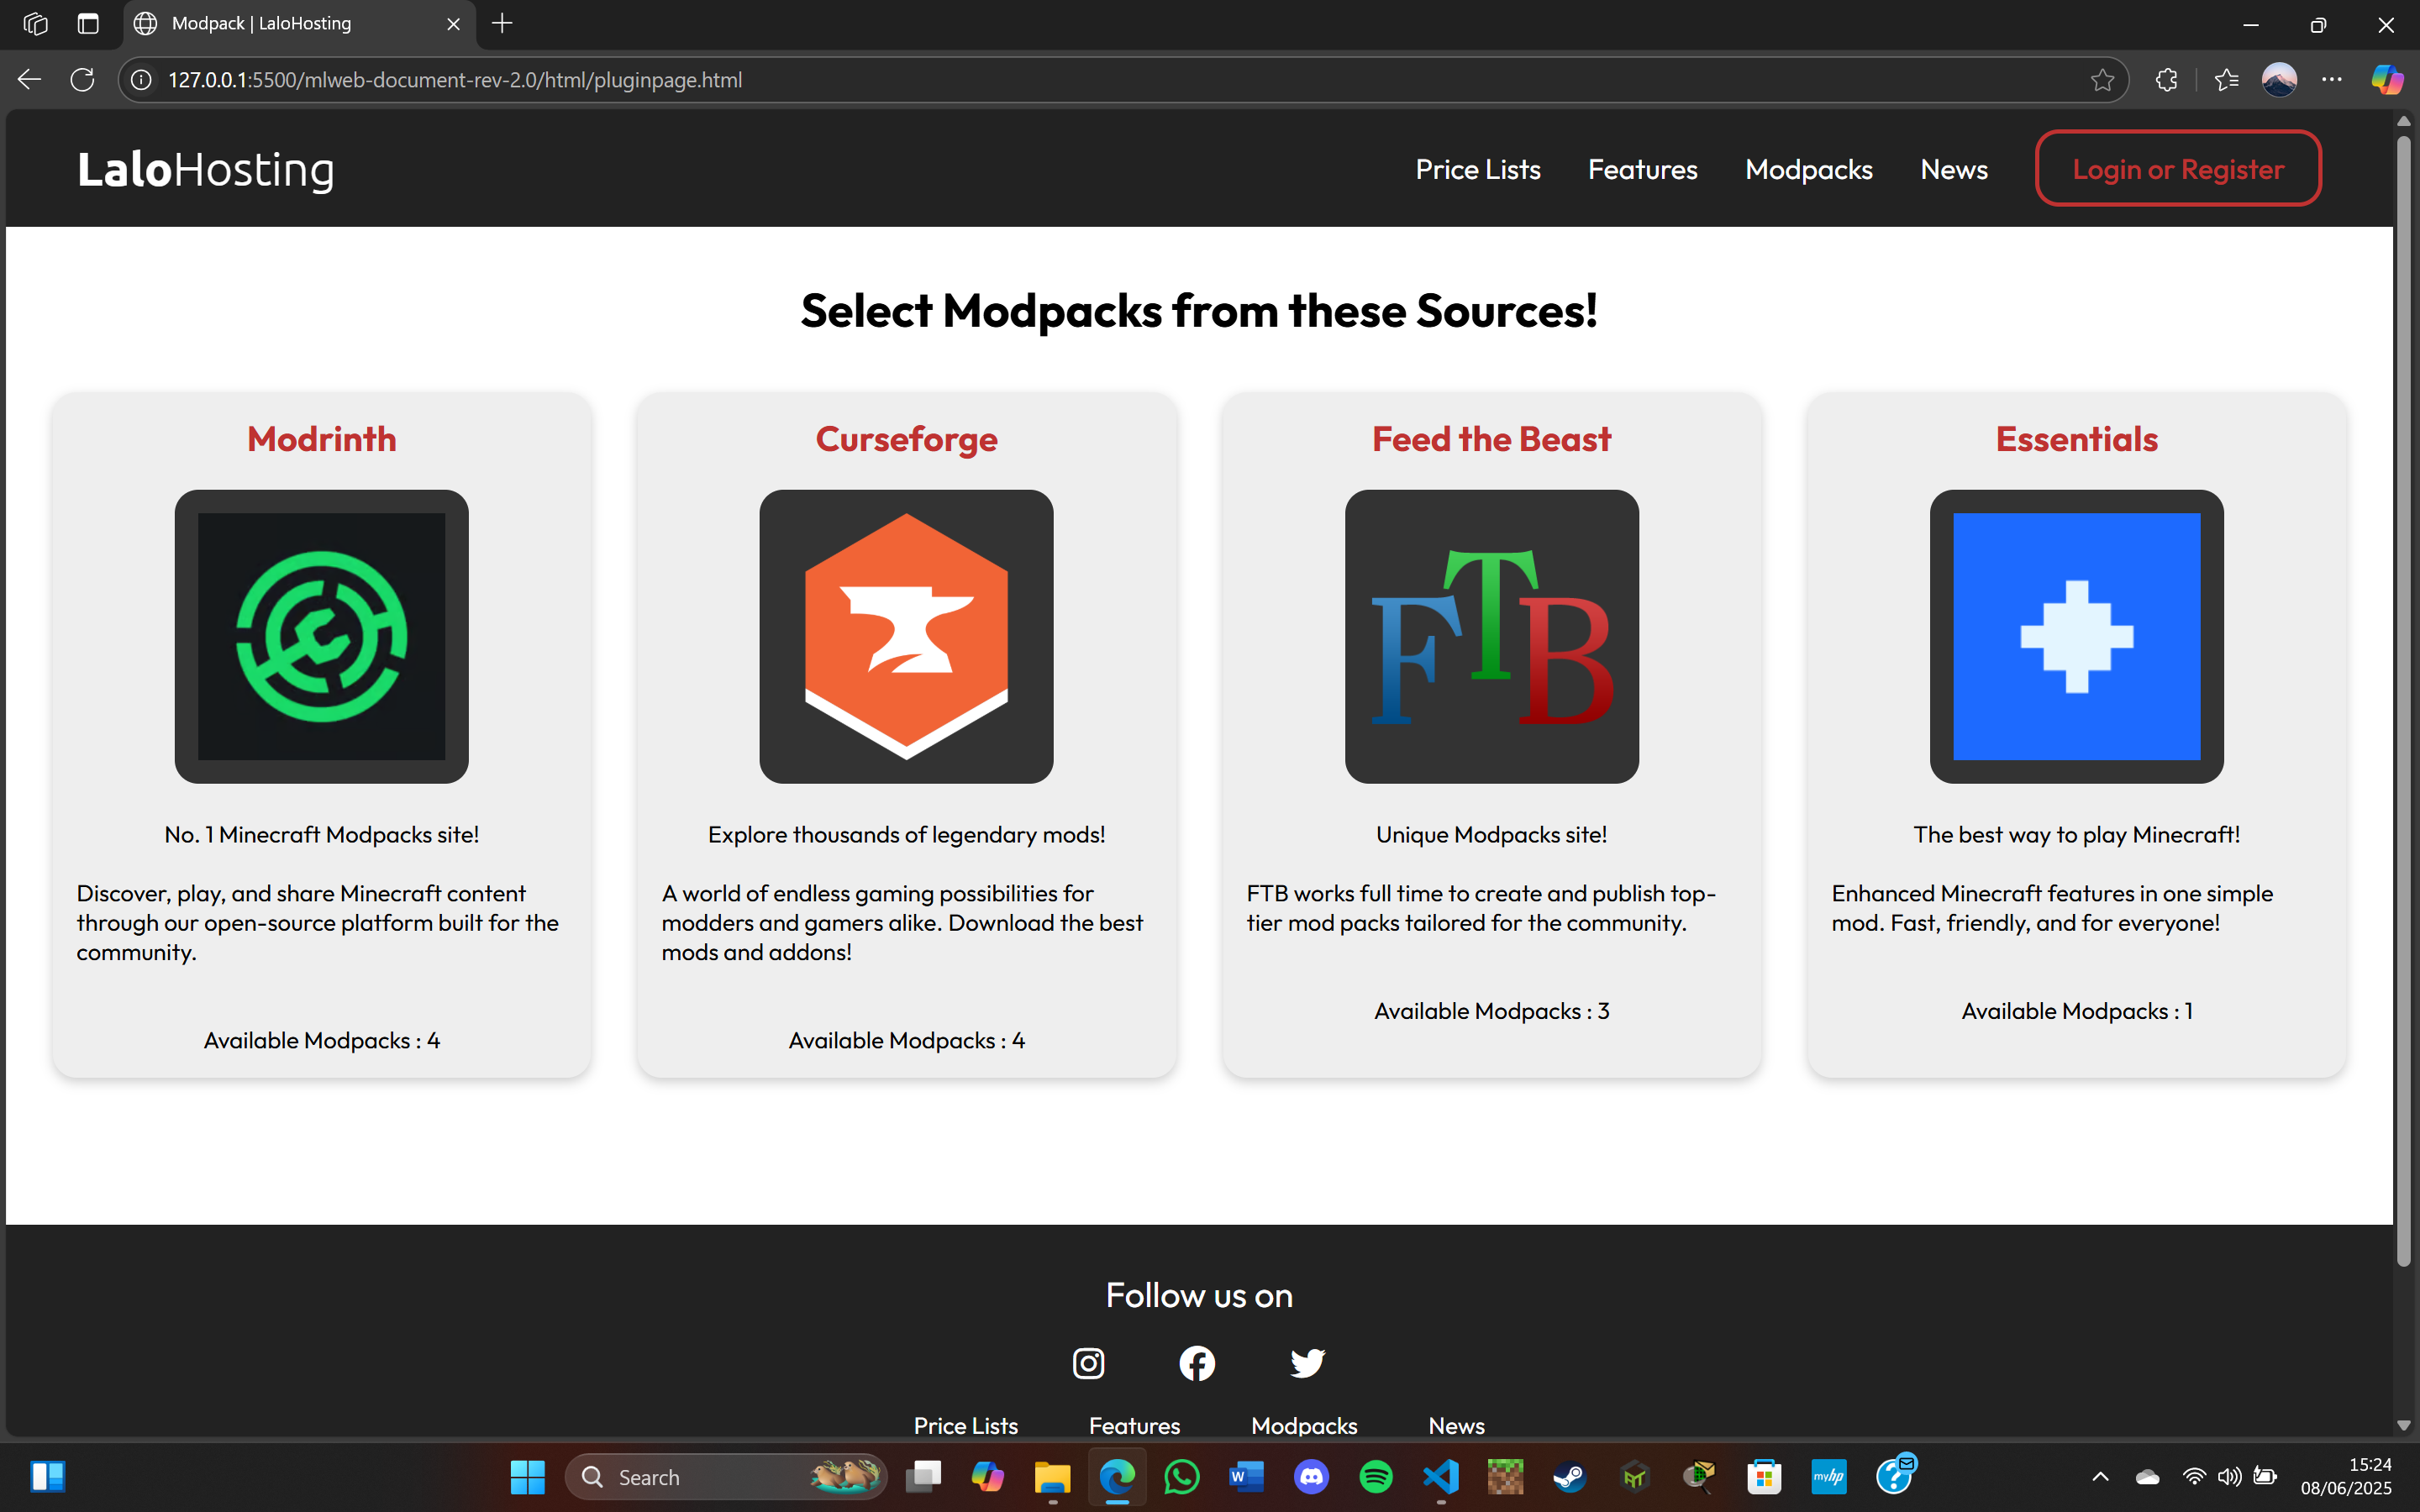 Modpack | LaloHosting
127.0.0.1:5500/mlweb-document-rev-2.0/html/pluginpage.html
LaloHosting
Price Lists
Features
Modpacks
News
Login or Register
Select Modpacks from these Sources!
Modrinth
No. 1 Minecraft Modpacks site!
Discover, play, and share Minecraft content
through our open-source platform built for the
community.
Available Modpacks : 4
Curseforge
Explore thousands of legendary mods!
A world of endless gaming possibilities for
modders and gamers alike. Download the best
mods and addons!
Available Modpacks : 4
Feed the Beast
FTB
Unique Modpacks site!
FTB works full time to create and publish top-
tier mod packs tailored for the community.
Available Modpacks : 3
Essentials
The best way to play Minecraft!
Enhanced Minecraft features in one simple
mod. Fast, friendly, and for everyone!
Available Modpacks : 1
Follow us on
Price Lists
Features
Modpacks
News
Search
W
myhp
15:24
08/06/2025